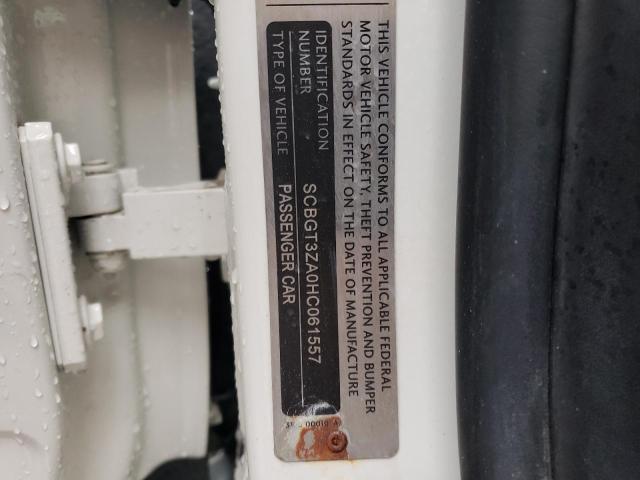 THIS VEHICLE CONFORMS TO ALL APPLICABLE FEDERAL
MOTOR VEHICLE SAFETY, THEFT PREVENTION AND BUMPER
STANDARDS IN EFFECT ON THE DATE OF MANUFACTURE
IDENTIFICATION
NUMBER SCBGT3ZA0HC061557
TYPE OF VEHICLE PASSENGER CAR